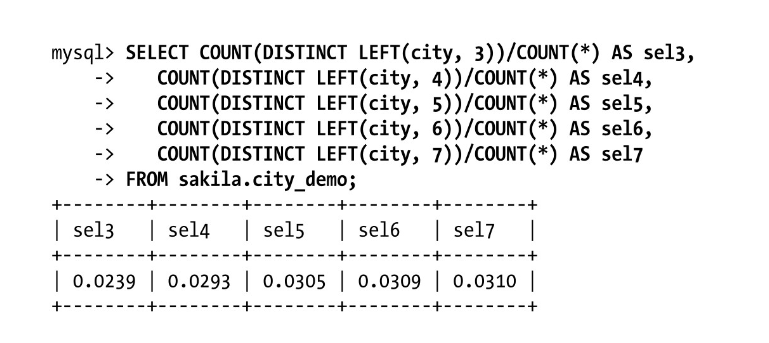 mysql> SELECT COUNT(DISTINCT LEFT(city, 3))/COUNT(*) AS sel3,
    ->    COUNT(DISTINCT LEFT(city, 4))/COUNT(*) AS sel4,
    ->    COUNT(DISTINCT LEFT(city, 5))/COUNT(*) AS sel5,
    ->    COUNT(DISTINCT LEFT(city, 6))/COUNT(*) AS sel6,
    ->    COUNT(DISTINCT LEFT(city, 7))/COUNT(*) AS sel7
    -> FROM sakila.city_demo;
+--------+--------+--------+--------+--------+
| sel3   | sel4   | sel5   | sel6   | sel7   |
+--------+--------+--------+--------+--------+
| 0.0239 | 0.0293 | 0.0305 | 0.0309 | 0.0310 |
+--------+--------+--------+--------+--------+